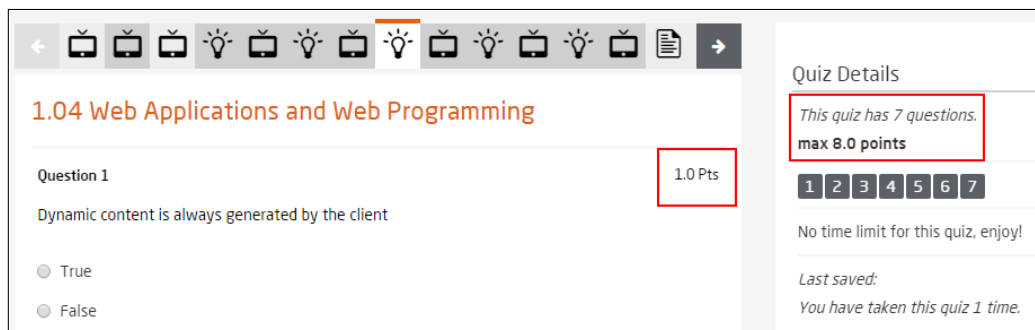 1.04 Web Applications and Web Programming
Question 1
1.0 Pts
Dynamic content is always generated by the client
True
False
Quiz Details
This quiz has 7 questions.
max 8.0 points
1 2 3 4 5 6 7
No time limit for this quiz, enjoy!
Last saved:
You have taken this quiz 1 time.